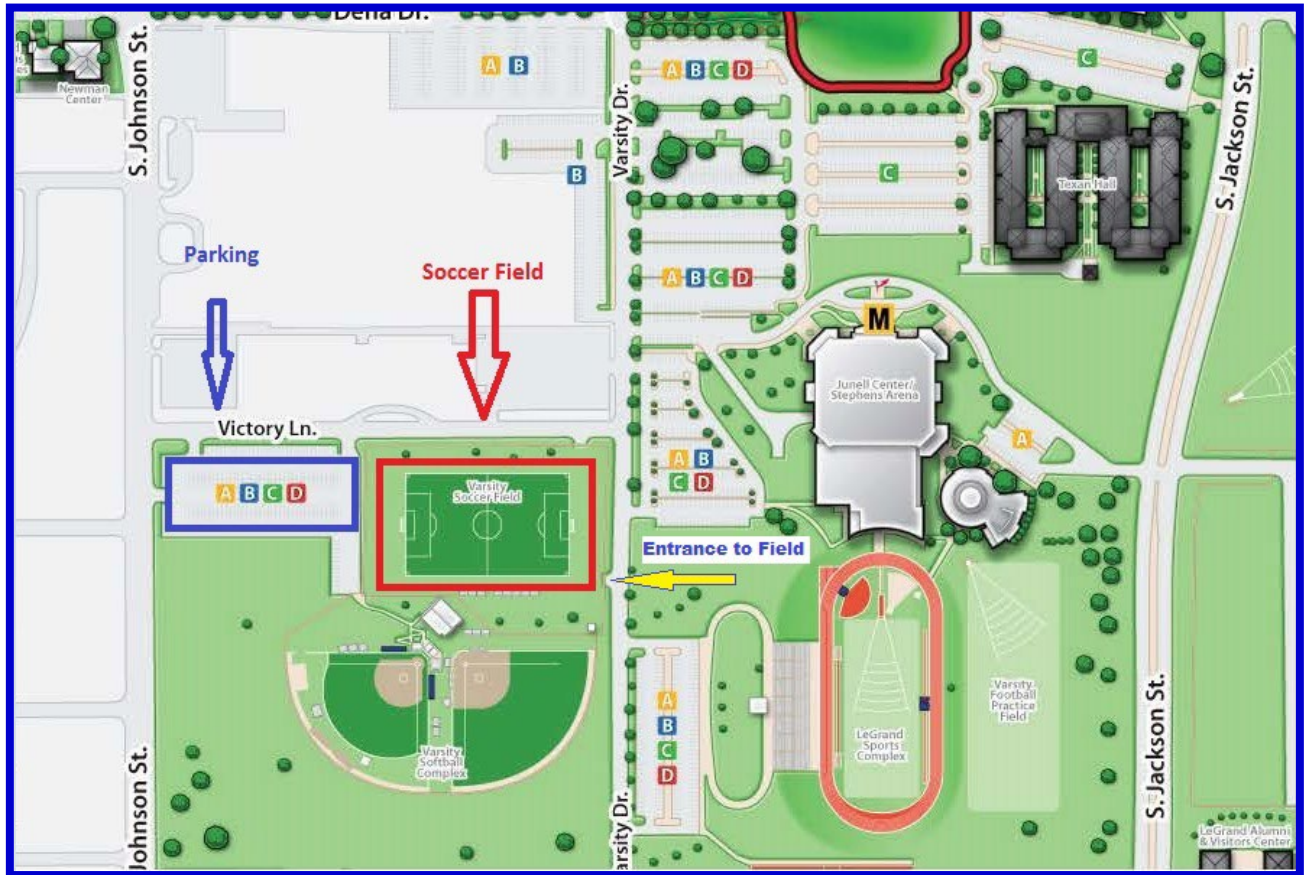 Dena Dr.
S. Johnson St.
Newman
Center
A B
A B C D
C
Varsity Dr.
B
C
Texan Hall
S. Jackson St.
Parking
Soccer Field
A B C D
M
Junell Center/
Stephens Arena
Victory Ln.
A
A B
C D
A B C D
Varsity
Soccer Field
Entrance to Field
A
B
C
D
Varsity
Softball
Complex
LeGrand
Sports
Complex
Varsity
Football
Practice
Field
Johnson St.
arsity Dr.
S. Jackson St.
LeGrand Alumni
& Visitors Center